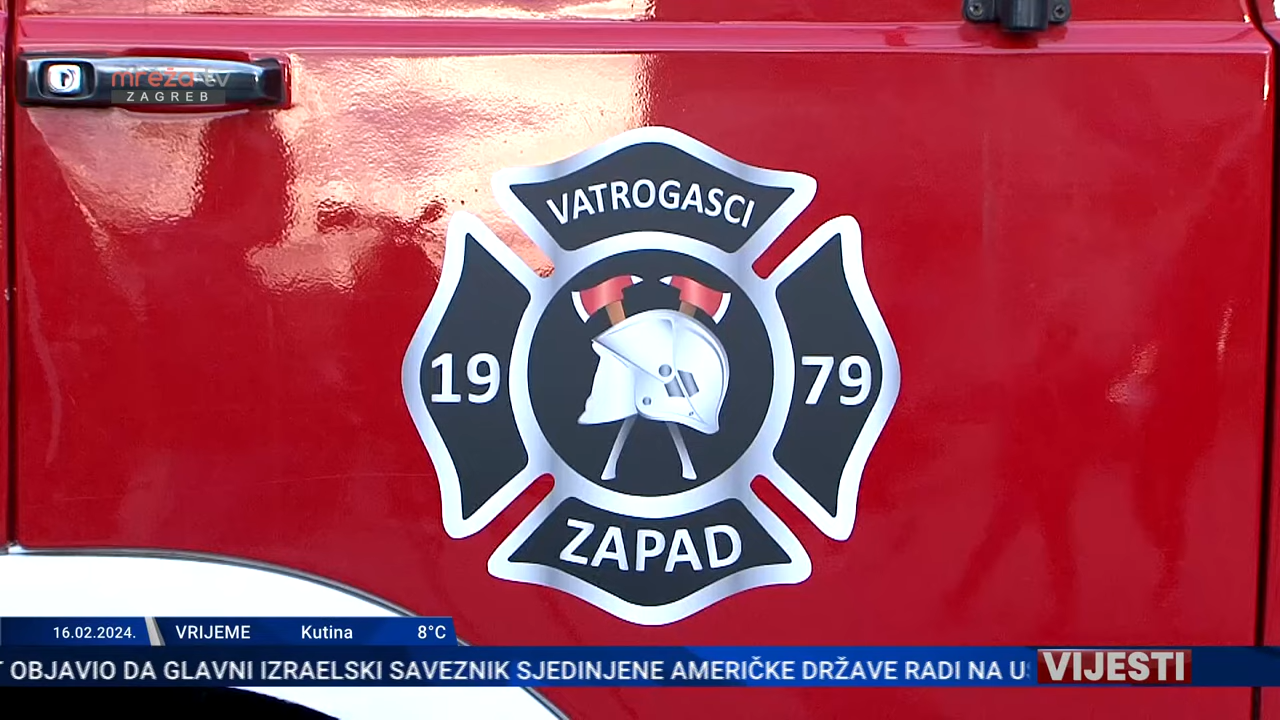 mreža tv
ZAGREB
VATROGASCI
19 79
ZAPAD
16.02.2024. VRIJEME Kutina 8°C
OBJAVIO DA GLAVNI IZRAELSKI SAVEZNIK SJEDINJENE AMERIČKE DRŽAVE RADI NA
VIJESTI